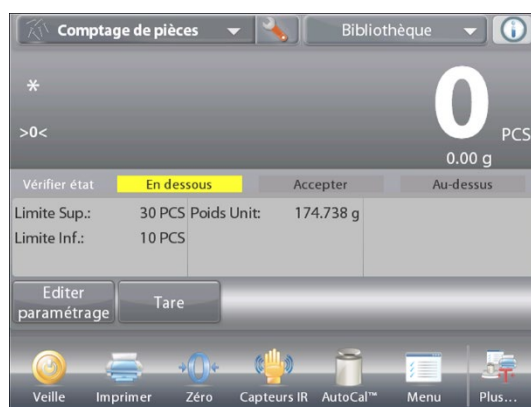 Comptage de pièces Bibliothèque
*
>0<
0 PCS
0.00 g
Vérifier état En dessous Accepter Au-dessus
Limite Sup.: 30 PCS Poids Unit: 174.738 g
Limite Inf.: 10 PCS
Editer paramétrage
Tare
Veille Imprimer Zéro Capteurs IR AutoCal™ Menu Plus...